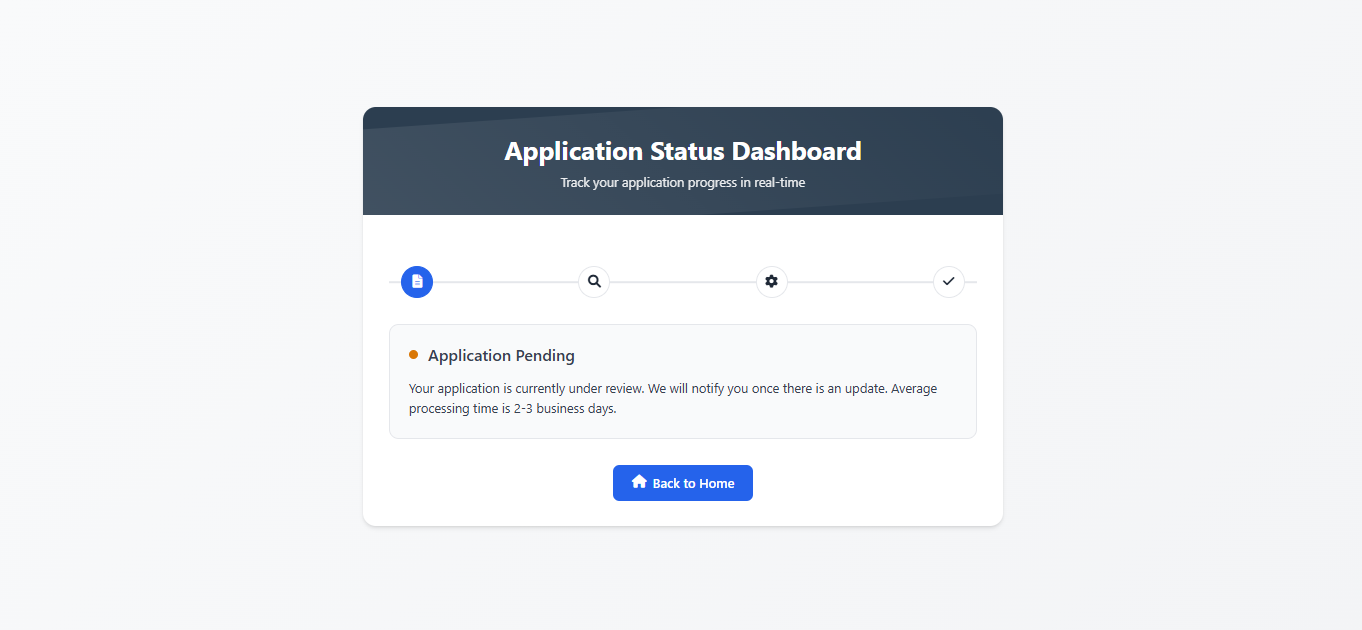 Application Status Dashboard
Track your application progress in real-time
Application Pending
Your application is currently under review. We will notify you once there is an update. Average
processing time is 2-3 business days.
Back to Home